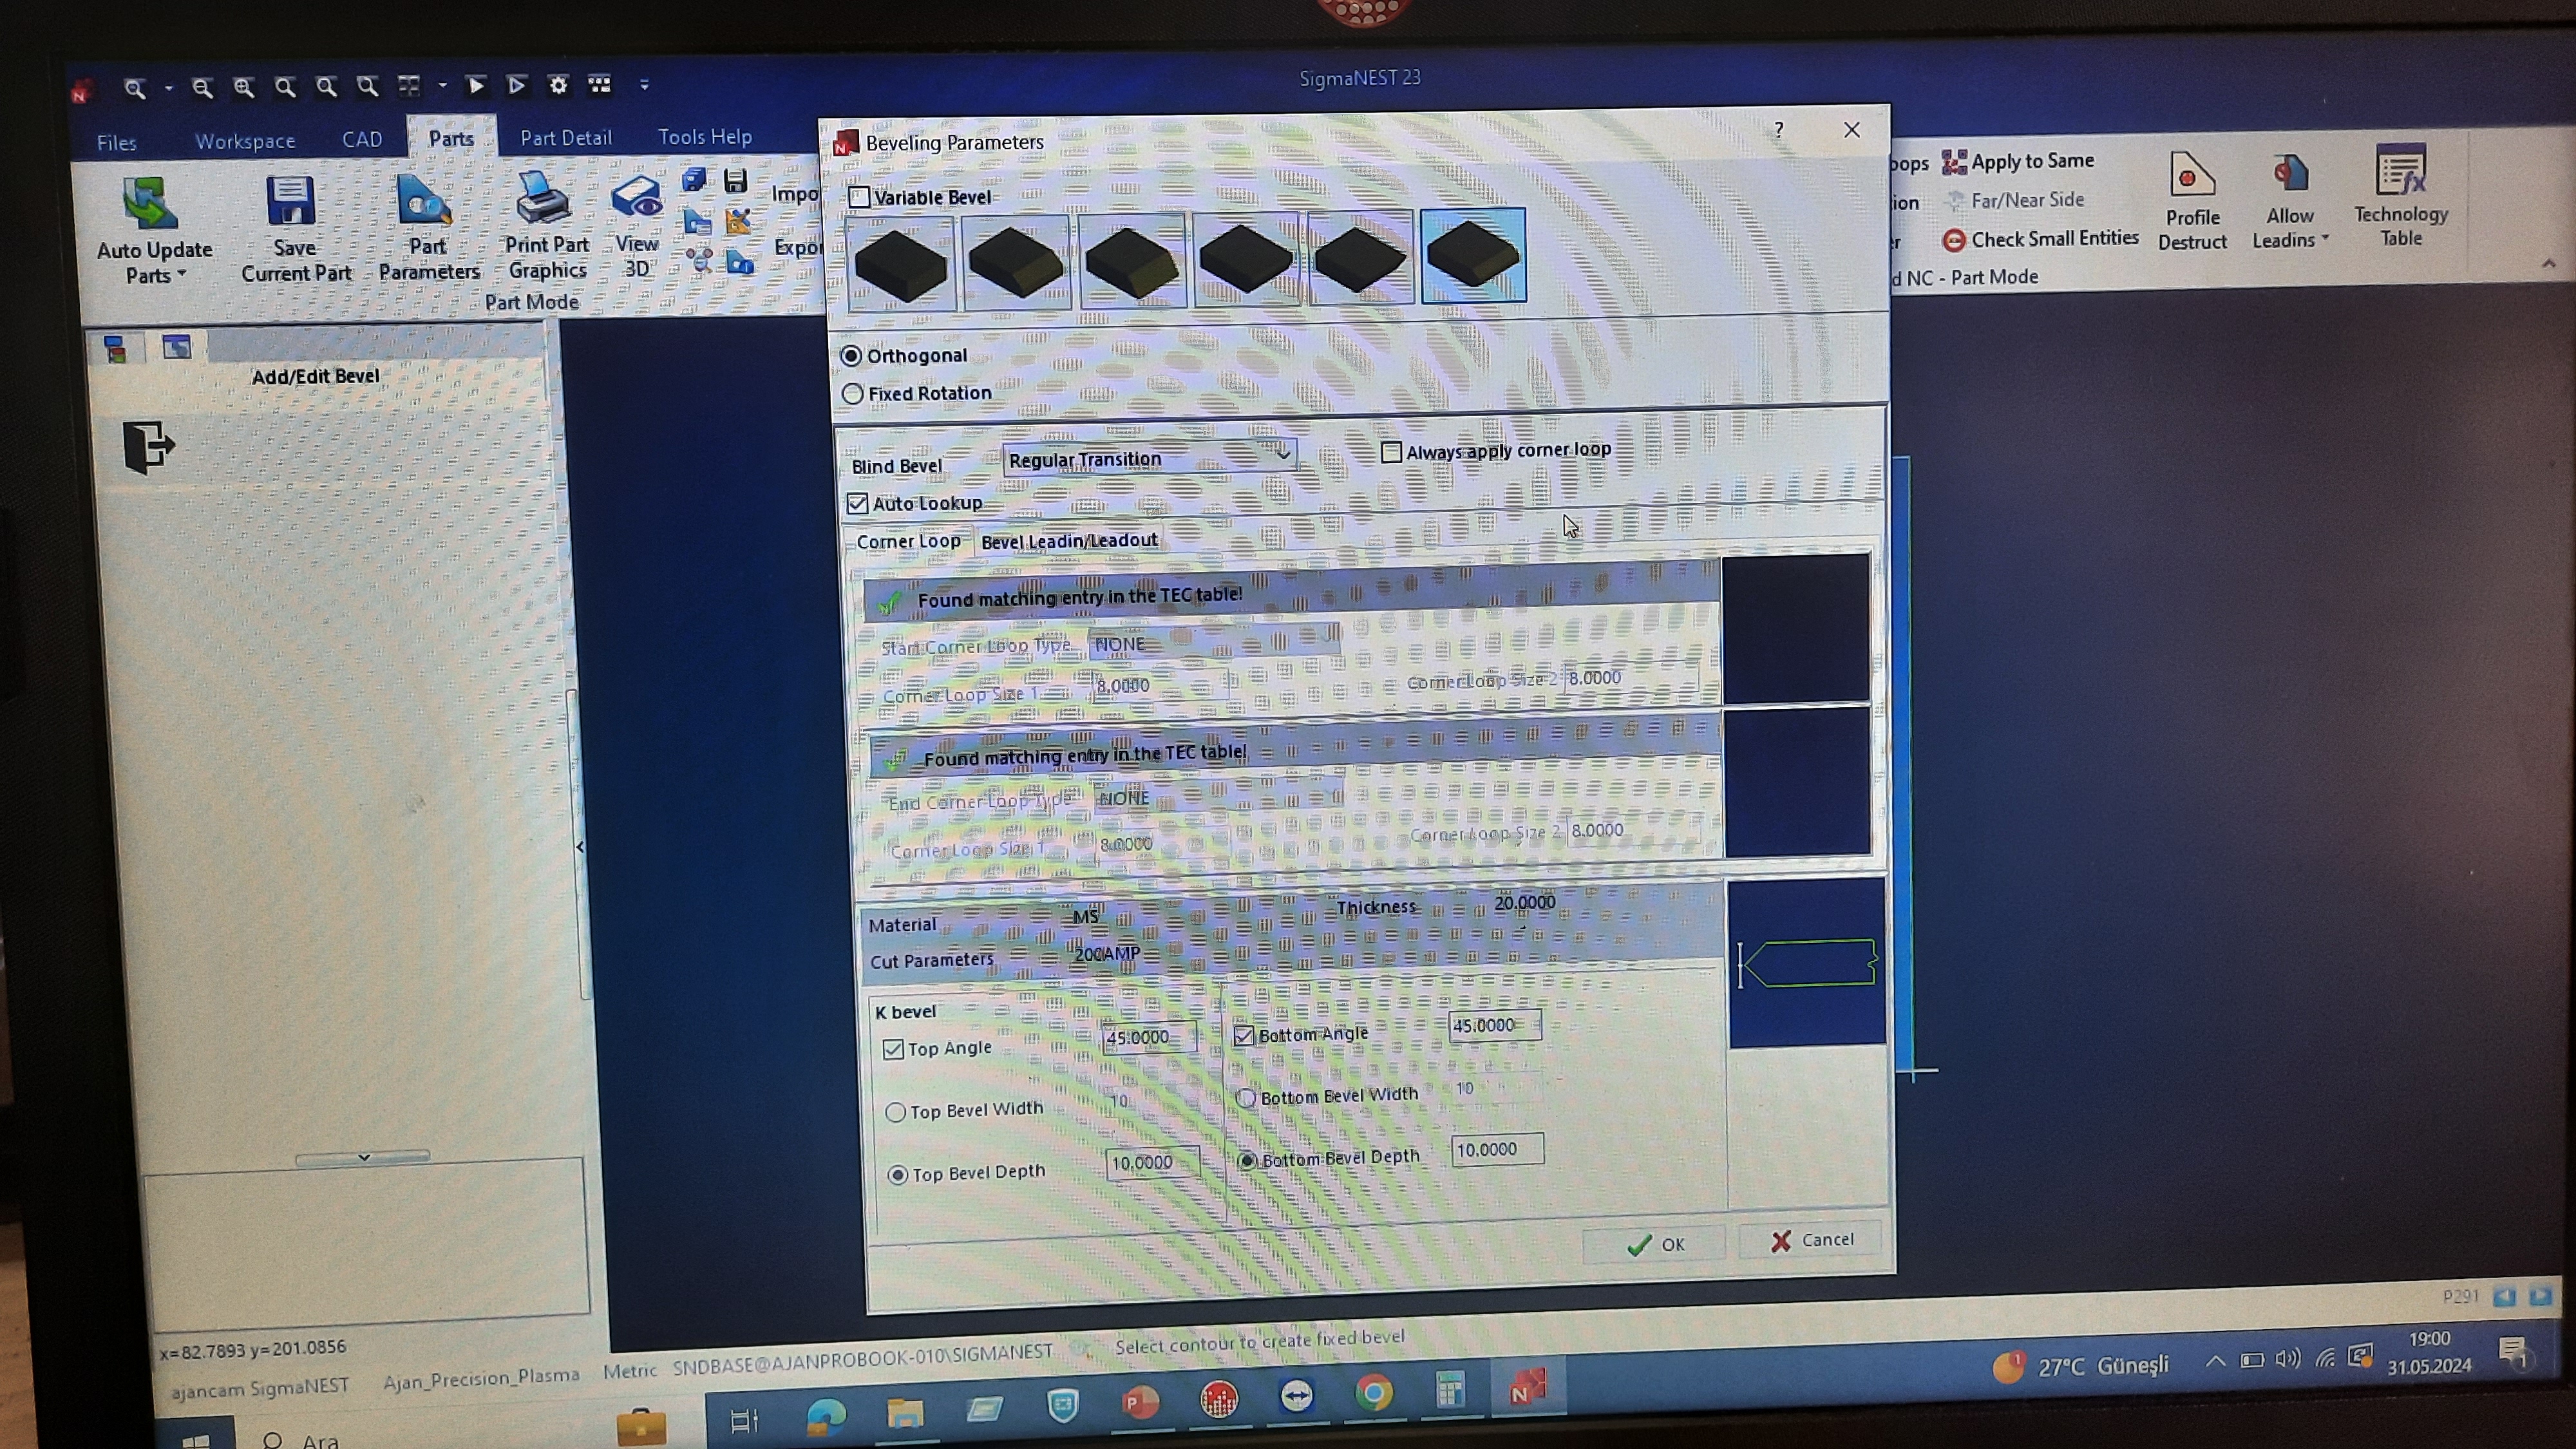 SigmaNEST 23
Files Workspace CAD Parts Part Detail Tools Help
Auto Update Parts
Save Current Part
Part Parameters
Print Part Graphics
View 3D
Part Mode
Apply to Same
Far/Near Side
Check Small Entities
Profile Destruct
Allow Leadins
Technology Table
d NC - Part Mode
Add/Edit Bevel
Beveling Parameters
?
Variable Bevel
Orthogonal
Fixed Rotation
Blind Bevel Regular Transition Always apply corner loop
Auto Lookup
Corner Loop Bevel Leadin/Leadout
Found matching entry in the TEC table!
Start Corner Loop Type NONE
Corner Loop Size 1 8.0000 Corner Loop Size 2 8.0000
Found matching entry in the TEC table!
End Corner Loop Type NONE
Corner Loop Size 1 8.0000 Corner Loop Size 2 8.0000
Material MS Thickness 20.0000
Cut Parameters 200AMP
K bevel
Top Angle 45.0000 Bottom Angle 45.0000
Top Bevel Width 10 Bottom Bevel Width 10
Top Bevel Depth 10.0000 Bottom Bevel Depth 10.0000
OK Cancel
P291
x=82.7893 y=201.0856
Select contour to create fixed bevel
ajancam SigmaNEST Ajan_Precision_Plasma Metric SNDBASE@AJANPROBOOK-010\SIGMANEST
Ara
27°C Güneşli
19:00
31.05.2024